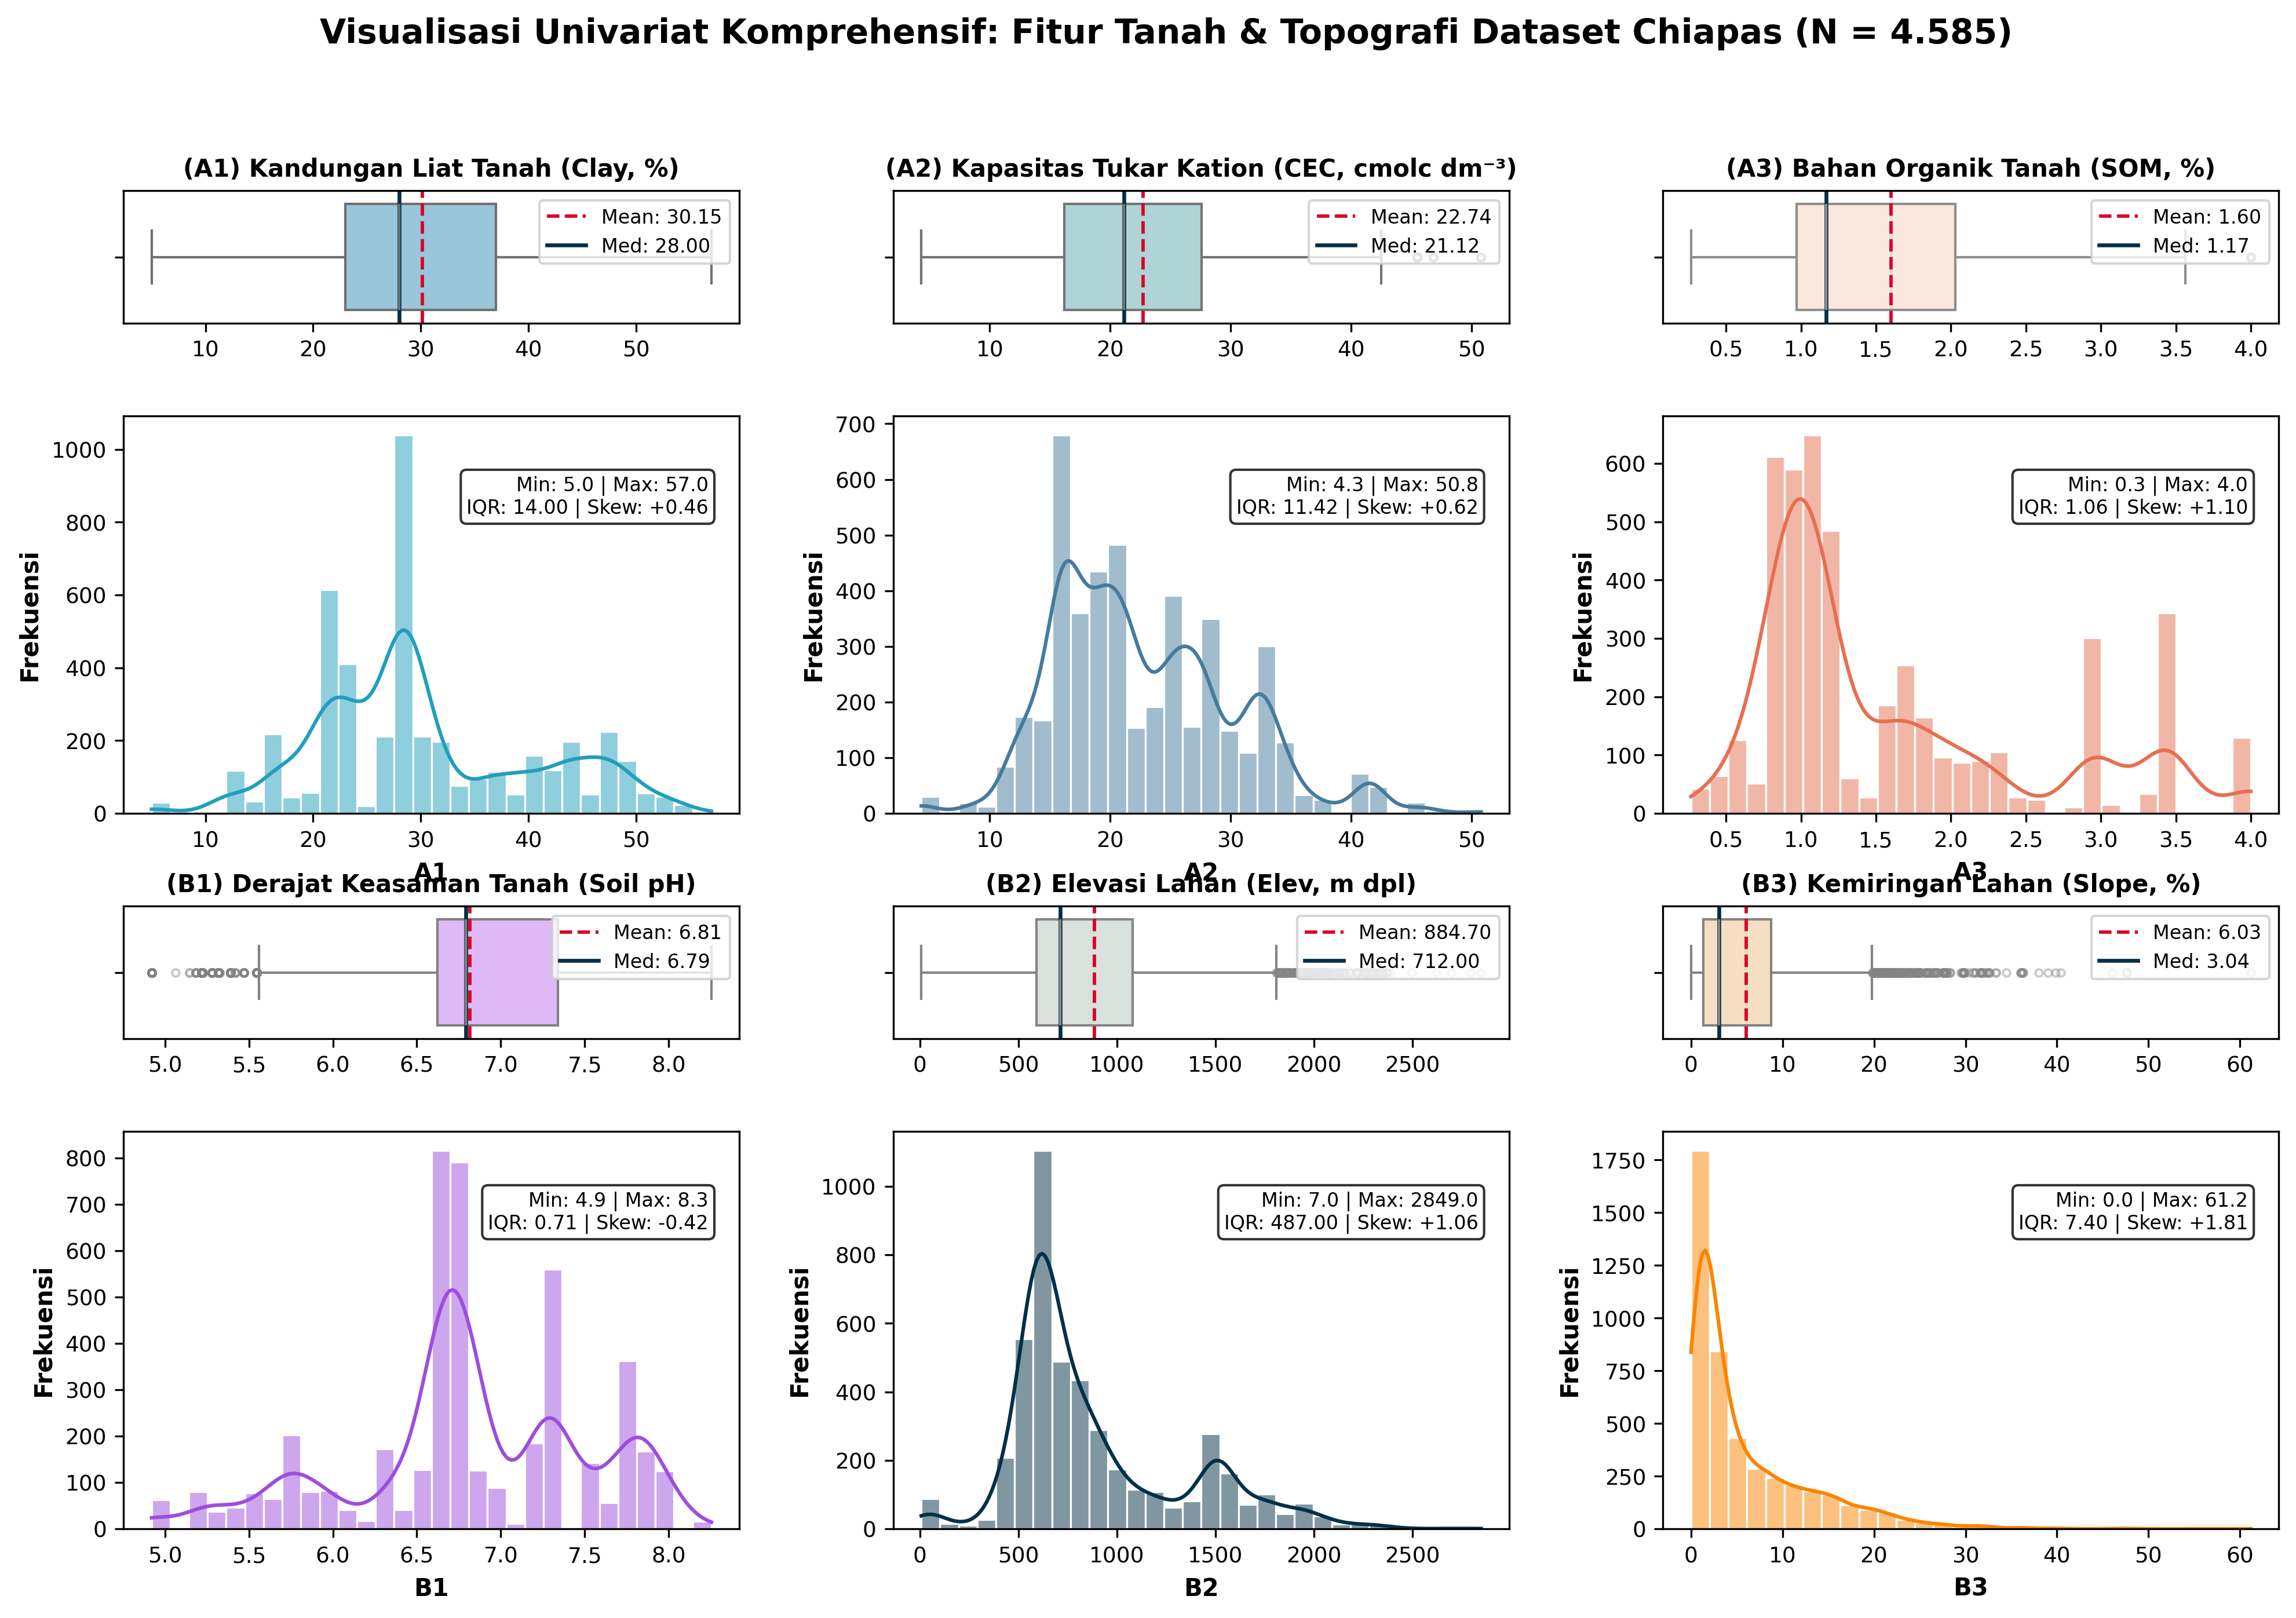 Visualisasi Univariat Komprehensif: Fitur Tanah & Topografi Dataset Chiapas (N = 4.585)
(A1) Kandungan Liat Tanah (Clay, %)
Mean: 30.15
Med: 28.00
10 20 30 40 50
(A2) Kapasitas Tukar Kation (CEC, cmolc dm⁻³)
Mean: 22.74
Med: 21.12
10 20 30 40 50
(A3) Bahan Organik Tanah (SOM, %)
Mean: 1.60
Med: 1.17
0.5 1.0 1.5 2.0 2.5 3.0 3.5 4.0
Frekuensi
1000
800
600
400
200
0
Min: 5.0 | Max: 57.0
IQR: 14.00 | Skew: +0.46
10 20 30 40 50
A1
Frekuensi
700
600
500
400
300
200
100
0
Min: 4.3 | Max: 50.8
IQR: 11.42 | Skew: +0.62
10 20 30 40 50
A2
Frekuensi
600
500
400
300
200
100
0
Min: 0.3 | Max: 4.0
IQR: 1.06 | Skew: +1.10
0.5 1.0 1.5 2.0 2.5 3.0 3.5 4.0
A3
(B1) Derajat Keasaman Tanah (Soil pH)
Mean: 6.81
Med: 6.79
5.0 5.5 6.0 6.5 7.0 7.5 8.0
(B2) Elevasi Lahan (Elev, m dpl)
Mean: 884.70
Med: 712.00
0 500 1000 1500 2000 2500
(B3) Kemiringan Lahan (Slope, %)
Mean: 6.03
Med: 3.04
0 10 20 30 40 50 60
Frekuensi
800
700
600
500
400
300
200
100
0
Min: 4.9 | Max: 8.3
IQR: 0.71 | Skew: -0.42
5.0 5.5 6.0 6.5 7.0 7.5 8.0
B1
Frekuensi
1000
800
600
400
200
0
Min: 7.0 | Max: 2849.0
IQR: 487.00 | Skew: +1.06
0 500 1000 1500 2000 2500
B2
Frekuensi
1750
1500
1250
1000
750
500
250
0
Min: 0.0 | Max: 61.2
IQR: 7.40 | Skew: +1.81
0 10 20 30 40 50 60
B3